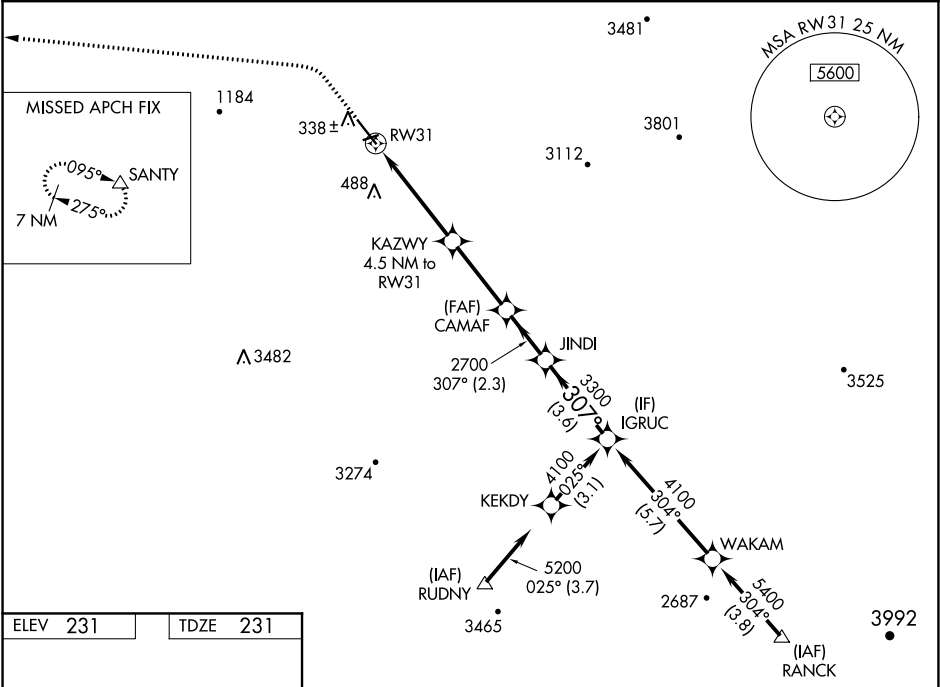 3481
MSA RW31 25 NM
5600
MISSED APCH FIX
095°
SANTY
275°
7 NM
1184
338±
RW31
3801
3112
488
KAZWY
4.5 NM to
RW31
(FAF)
CAMAF
JINDI
2700
307° (2.3)
3482
3300
307°
(3.6)
(IF)
IGRUC
3525
3274
4100
025°
(3.1)
KEKDY
4100
304°
(5.7)
WAKAM
(IAF)
RUDNY
5200
025° (3.7)
3465
2687
5400
304°
(3.8)
3992
(IAF)
RANCK
ELEV 231
TDZE 231